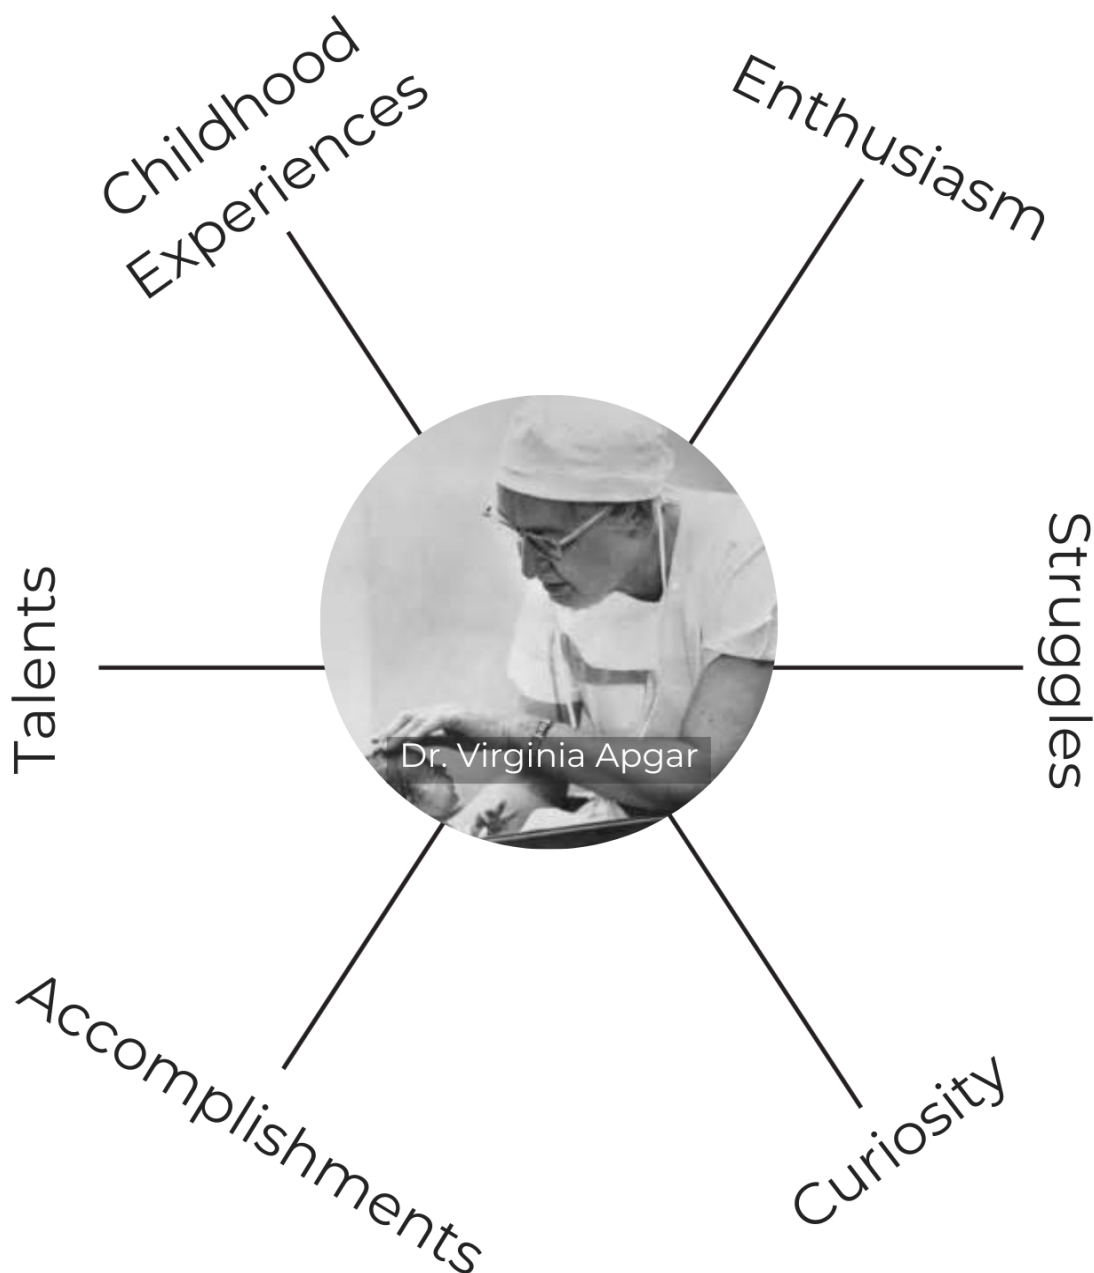 Childhood
Experiences
Enthusiasm
Talents
Struggles
Dr. Virginia Apgar
Accomplishments
Curiosity